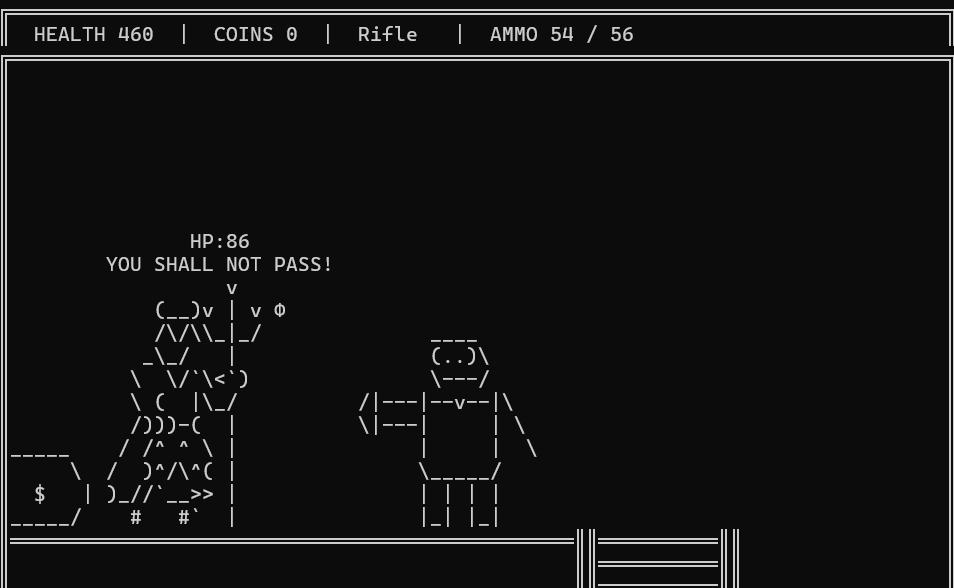 HEALTH 460 | COINS 0 | Rifle | AMMO 54 / 56
HP:86
YOU SHALL NOT PASS!
$